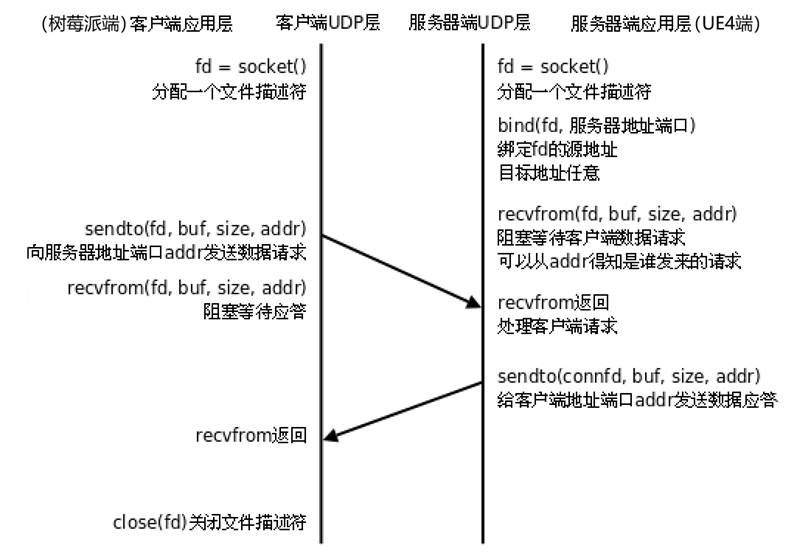 (树莓派端) 客户端应用层 客户端UDP层 服务器端UDP层 服务器端应用层 (UE4端)
fd = socket()
分配一个文件描述符
fd = socket()
分配一个文件描述符
bind(fd, 服务器地址端口)
绑定fd的源地址
目标地址任意
recvfrom(fd, buf, size, addr)
阻塞等待客户端数据请求
可以从addr得知是谁发来的请求
sendto(fd, buf, size, addr)
向服务器地址端口addr发送数据请求
recvfrom(fd, buf, size, addr)
阻塞等待应答
recvfrom返回
处理客户端请求
sendto(connfd, buf, size, addr)
给客户端地址端口addr发送数据应答
recvfrom返回
close(fd)关闭文件描述符